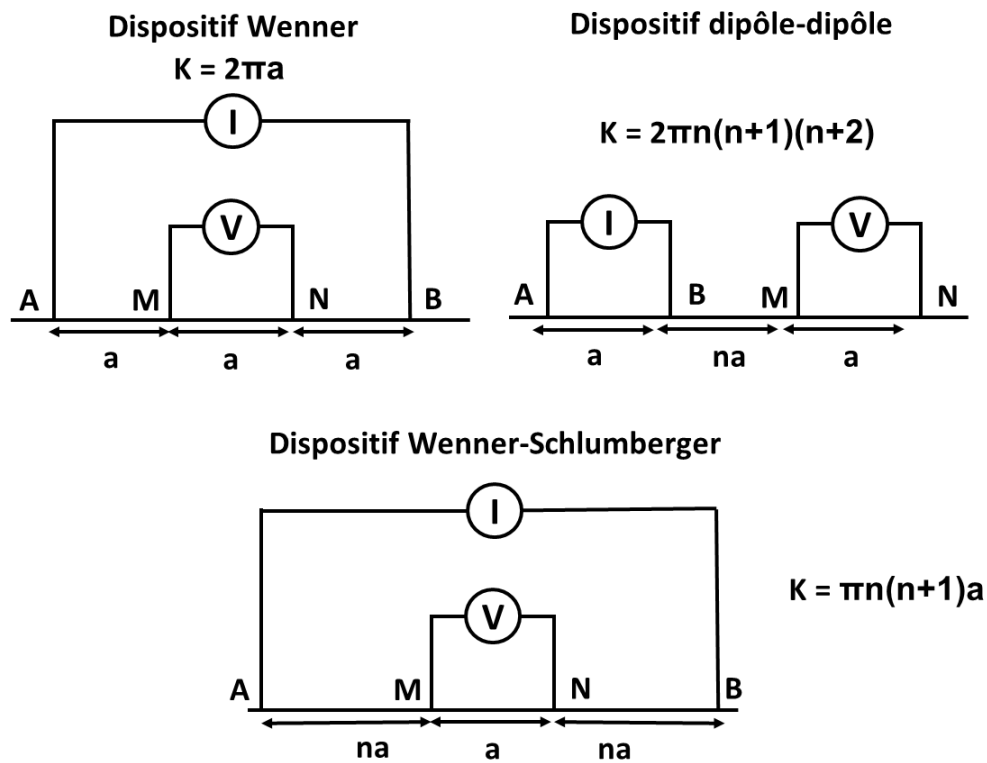 Dispositif Wenner
K = 2πa
I
V
A M N B
a a a
Dispositif dipôle-dipôle
K = 2πn(n+1)(n+2)
I V
A B M N
a na a
Dispositif Wenner-Schlumberger
I
K = πn(n+1)a
V
A M N B
na a na